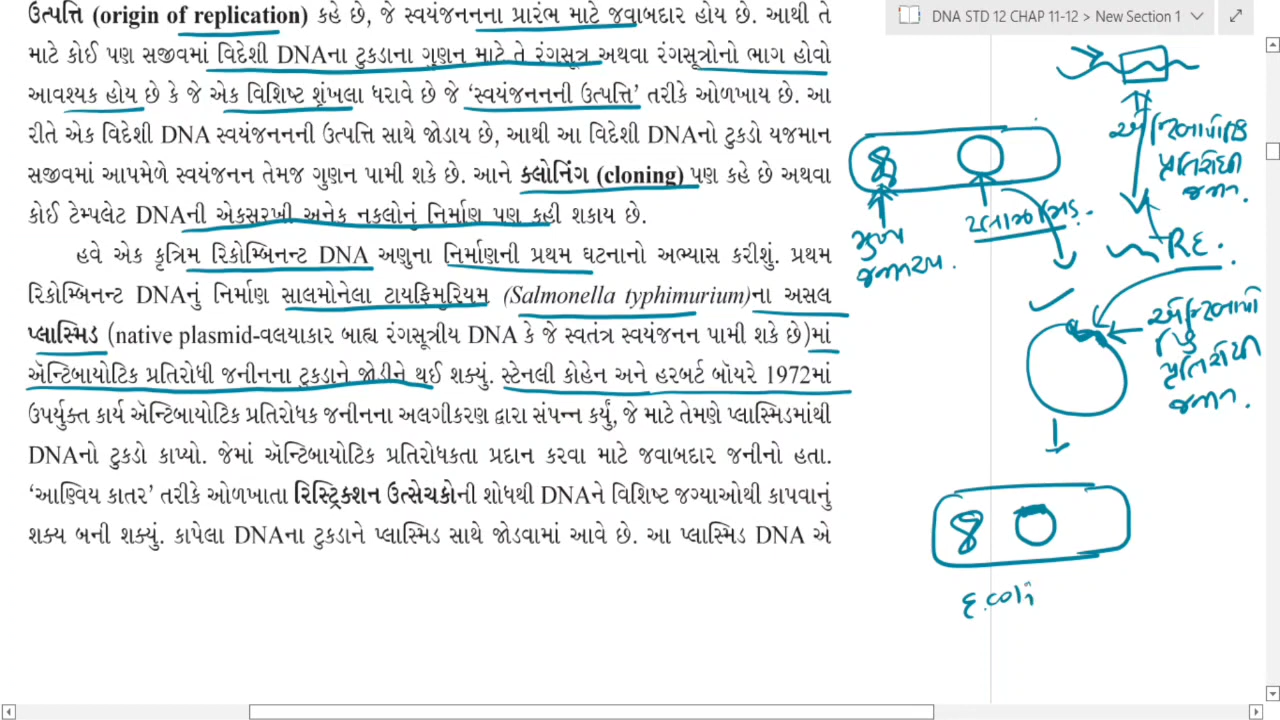 ઉત્પત્તિ (origin of replication) કહે છે, જે સ્વયંજનનના પ્રારંભ માટે જવાબદાર હોય છે. આથી તે
માટે કોઈ પણ સજીવમાં વિદેશી DNAના ટુકડાના ગુણન માટે તે રંગસૂત્ર અથવા રંગસૂત્રોનો ભાગ હોવો
આવશ્યક હોય છે કે જે એક વિશિષ્ટ શૃંખલા ધરાવે છે જે ‘સ્વયંજનનની ઉત્પત્તિ’ તરીકે ઓળખાય છે. આ
રીતે એક વિદેશી DNA સ્વયંજનનની ઉત્પત્તિ સાથે જોડાય છે, આથી આ વિદેશી DNAનો ટુકડો યજમાન
સજીવમાં આપમેળે સ્વયંજનન તેમજ ગુણન પામી શકે છે. આને ક્લોનિંગ (cloning) પણ કહે છે અથવા
કોઈ ટેમ્પલેટ DNAની એકસરખી અનેક નકલોનું નિર્માણ પણ કહી શકાય છે.
હવે એક કૃત્રિમ રિકોમ્બિનન્ટ DNA અણુના નિર્માણની પ્રથમ ઘટનાનો અભ્યાસ કરીશું. પ્રથમ
રિકોમ્બિનન્ટ DNAનું નિર્માણ સાલમોનેલા ટાયફિમુરિયમ (Salmonella typhimurium)ના અસલ
પ્લાસ્મિડ (native plasmid-વલયાકાર બાહ્ય રંગસૂત્રીય DNA કે જે સ્વતંત્ર સ્વયંજનન પામી શકે છે)માં
ઍન્ટિબાયોટિક પ્રતિરોધી જનીનના ટુકડાને જોડીને થઈ શક્યું. સ્ટેનલી કોહેન અને હરબર્ટ બૉયરે 1972માં
ઉપર્યુક્ત કાર્ય ઍન્ટિબાયોટિક પ્રતિરોધક જનીનના અલગીકરણ દ્વારા સંપન્ન કર્યું, જે માટે તેમણે પ્લાસ્મિડમાંથી
DNAનો ટુકડો કાપ્યો. જેમાં ઍન્ટિબાયોટિક પ્રતિરોધકતા પ્રદાન કરવા માટે જવાબદાર જનીનો હતા.
‘આણ્વિય કાતર’ તરીકે ઓળખાતા રિસ્ટ્રિક્શન ઉત્સેચકોની શોધથી DNAને વિશિષ્ટ જગ્યાઓથી કાપવાનું
શક્ય બની શક્યું. કાપેલા DNAના ટુકડાને પ્લાસ્મિડ સાથે જોડવામાં આવે છે. આ પ્લાસ્મિડ DNA એ
DNA STD 12 CHAP 11-12 > New Section 1
પ્રતિરોધી
જનીન.
મુખ્ય
RE.
પ્રતિરોધી
જનીન.
E.coli